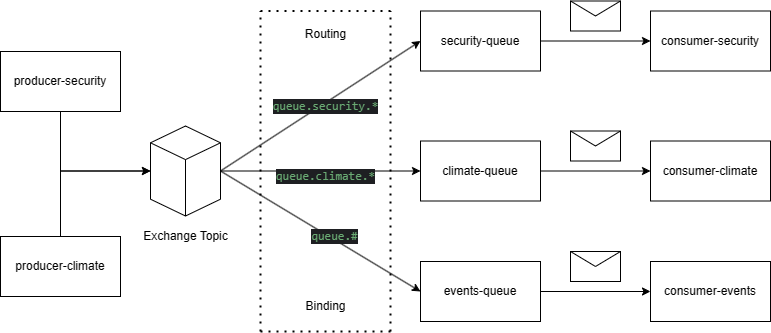 Routing
security-queue
consumer-security
producer-security
queue.security.*
queue.climate.*
climate-queue
consumer-climate
Exchange Topic
queue.#
producer-climate
events-queue
consumer-events
Binding